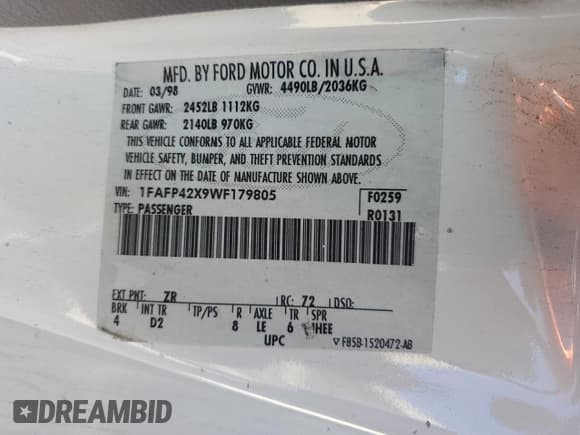 MFD. BY FORD MOTOR CO. IN U.S.A.
DATE: 03/98 GVWR: 4490LB/2036KG
FRONT GAWR: 2452LB 1112KG
REAR GAWR: 2140LB 970KG
THIS VEHICLE CONFORMS TO ALL APPLICABLE FEDERAL MOTOR
VEHICLE SAFETY, BUMPER, AND THEFT PREVENTION STANDARDS
IN EFFECT ON THE DATE OF MANUFACTURE SHOWN ABOVE.
VIN: 1FAFP42X9WF179805 F0259
TYPE: PASSENGER R0131
EXT PNT: ZR RC: 72 DSO:
BRK INT TR TP/PS R AXLE TR SPR
4 D2 8 LE 6 HHEE
UPC ▽ F85B-1520472-AB
DREAMBID